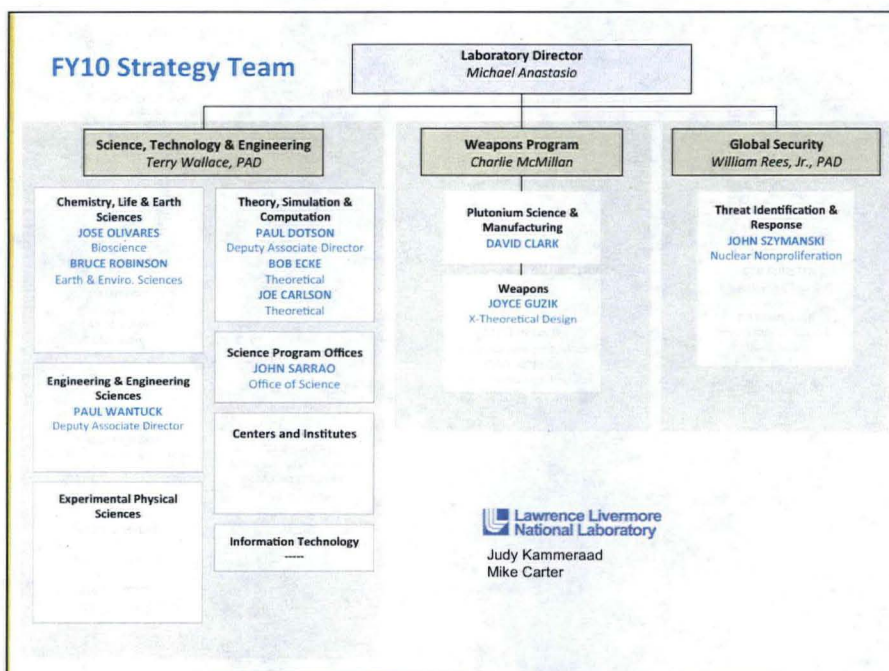 FY10 Strategy Team
Laboratory Director
Michael Anastasio
Science, Technology & Engineering
Terry Wallace, PAD
Chemistry, Life & Earth
Sciences
JOSE OLIVARES
Bioscience
BRUCE ROBINSON
Earth & Enviro. Sciences
Engineering & Engineering
Sciences
PAUL WANTUCK
Deputy Associate Director
Experimental Physical
Sciences
Theory, Simulation &
Computation
PAUL DOTSON
Deputy Associate Director
BOB ECKE
Theoretical
JOE CARLSON
Theoretical
Science Program Offices
JOHN SARRAO
Office of Science
Centers and Institutes
Information Technology
-----
Weapons Program
Charlie McMillan
Plutonium Science &
Manufacturing
DAVID CLARK
Weapons
JOYCE GUZIK
X-Theoretical Design
Global Security
William Rees, Jr., PAD
Threat Identification &
Response
JOHN SZYMANSKI
Nuclear Nonproliferation
Lawrence Livermore
National Laboratory
Judy Kammeraad
Mike Carter